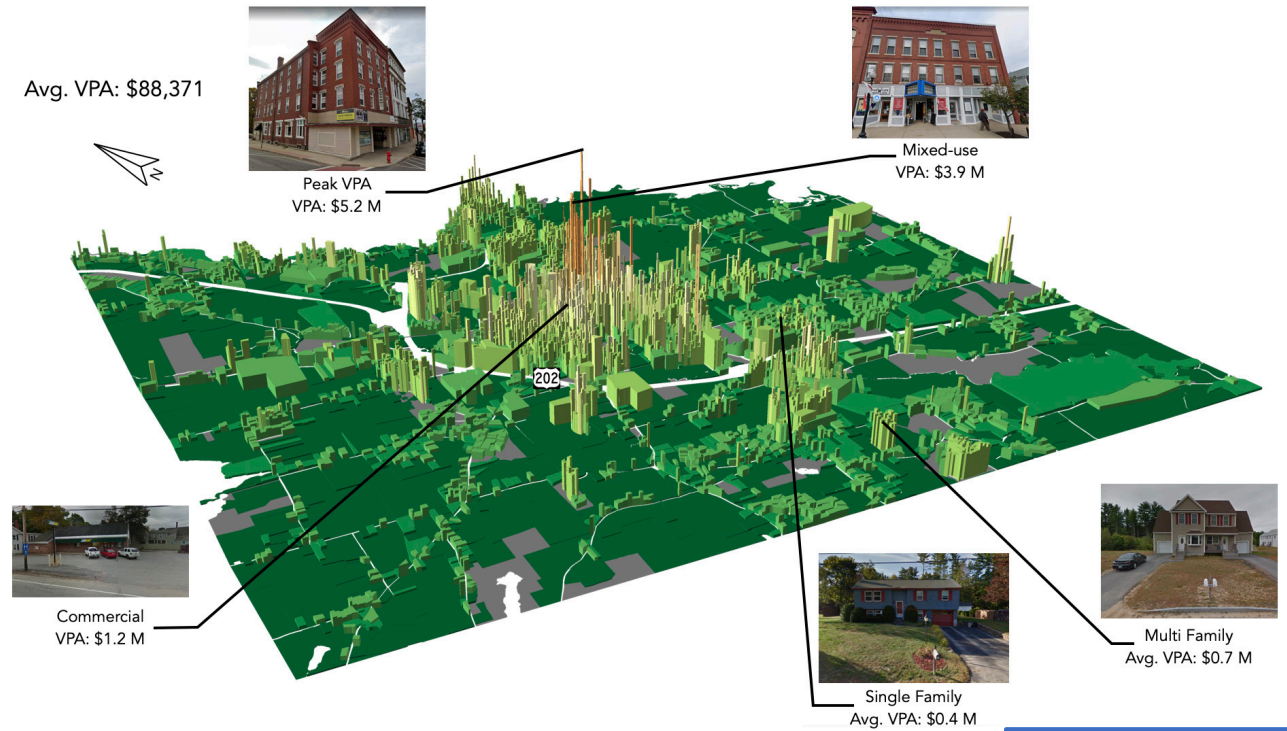 Avg. VPA: $88,371
N
Peak VPA
VPA: $5.2 M
Mixed-use
VPA: $3.9 M
202
Commercial
VPA: $1.2 M
Single Family
Avg. VPA: $0.4 M
Multi Family
Avg. VPA: $0.7 M